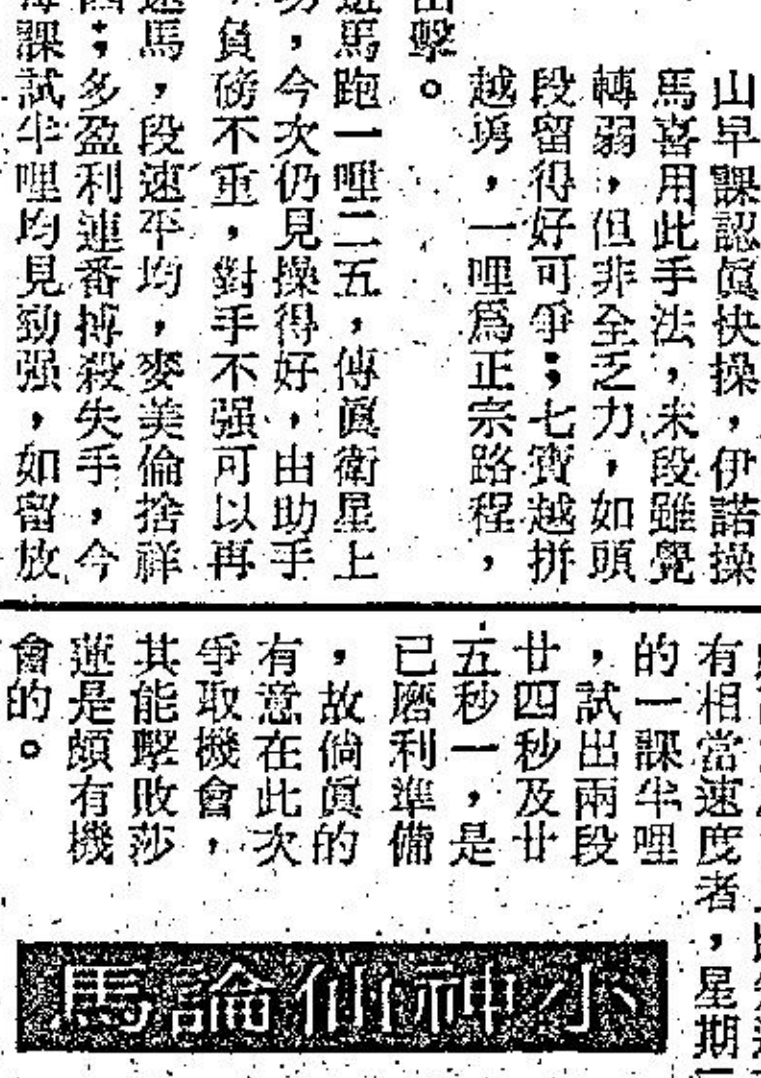 山早課認眞快操，伊諾操
馬喜用此手法，末段雖覺
轉弱，但非全乏力，如頭
段留得好可爭；七寶越拼
越勇，一哩爲正宗路程，
出擊。
近馬跑一哩二五，傳眞衛星上
，今次仍見操得好，由助手
，負磅不重，對手不强可以再
速馬，段速平均，麥美倫捨祥
；多盈利連番搏殺失手，今
課試半哩均見勁强，如留放
有相當速度者，星期
的一課半哩
，試出兩段
廿四秒及廿
五秒一，是
已磨利準備
，故倘眞的
有意在此次
爭取機會，
其能擊敗莎
蓮是頗有機
會的。
小神仙論馬